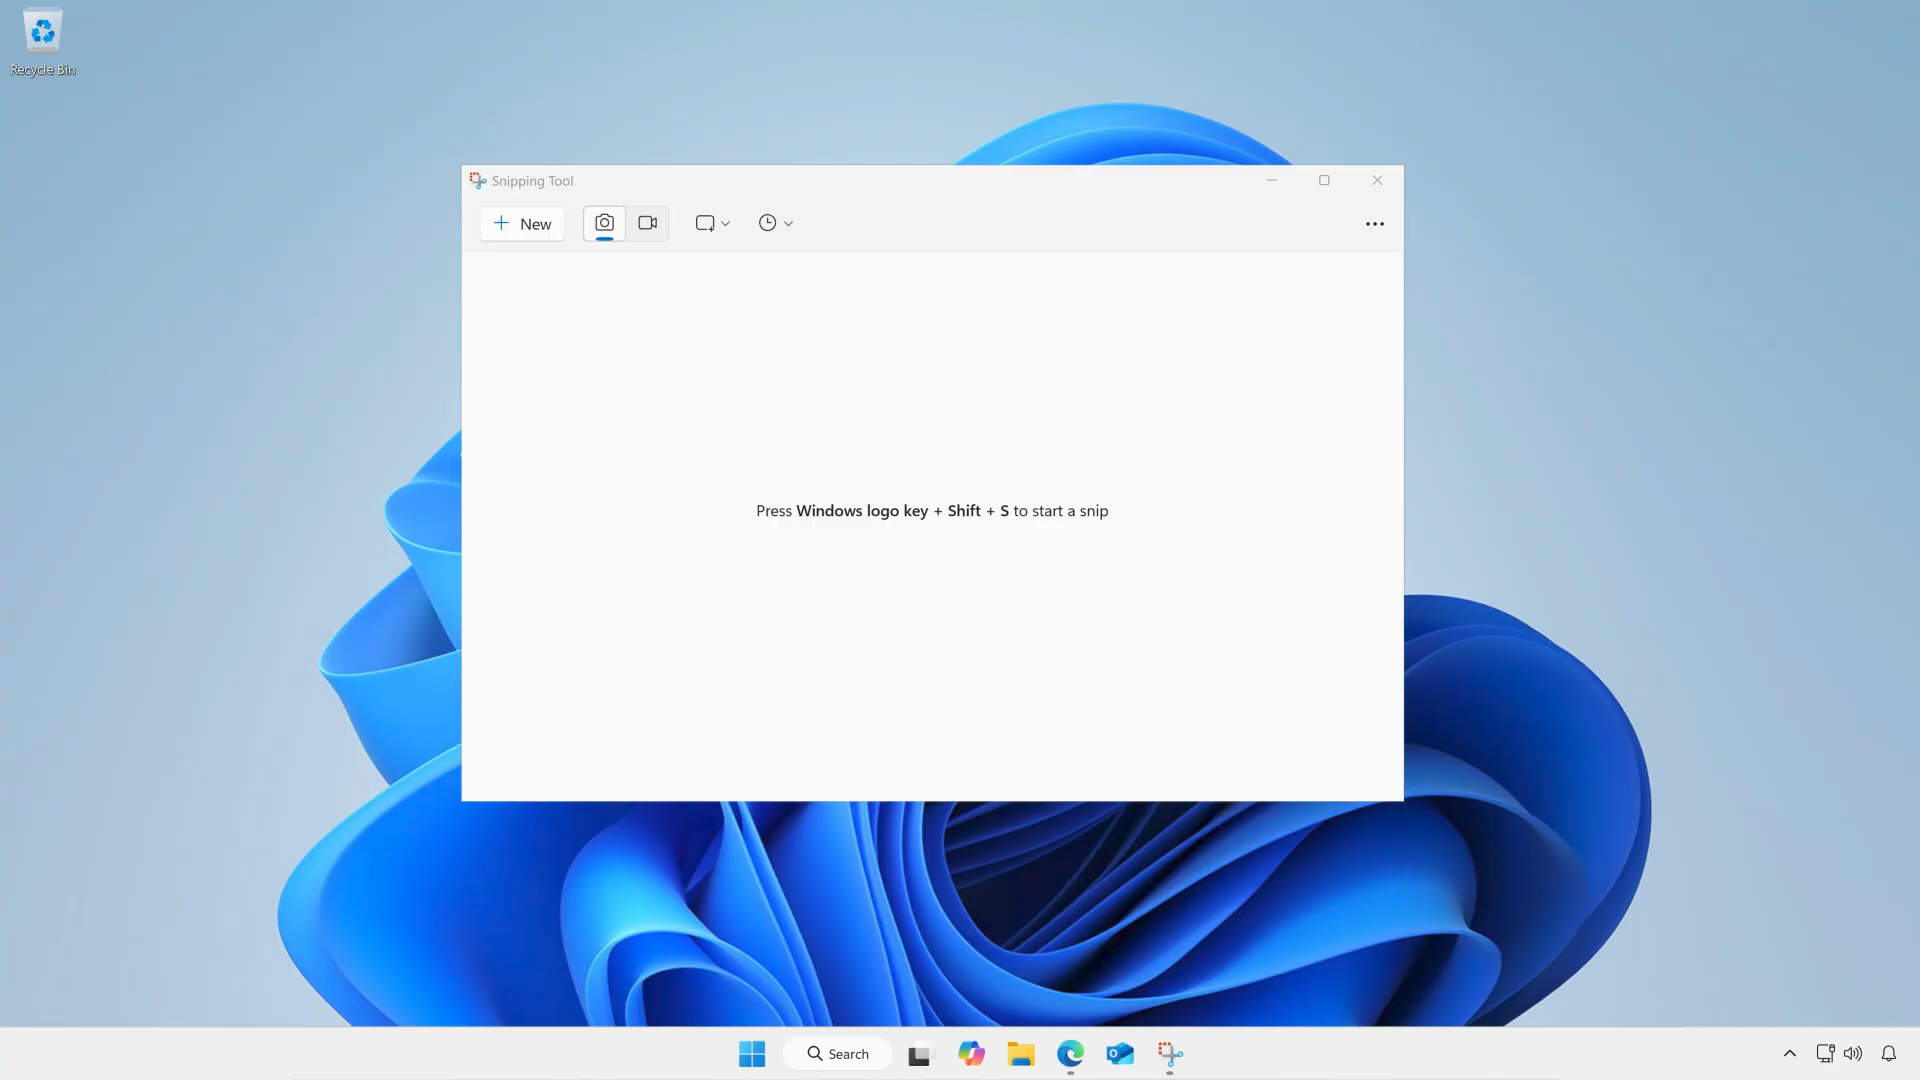 Recycle Bin
Snipping Tool
New
Press Windows logo key + Shift + S to start a snip
Search